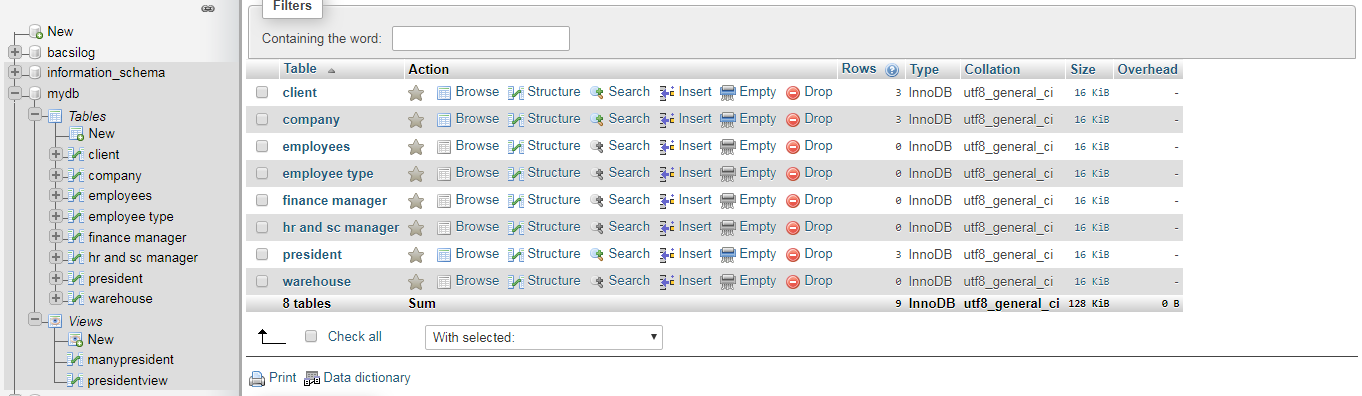 New
bacsilog
information_schema
mydb
Tables
New
client
company
employees
employee type
finance manager
hr and sc manager
president
warehouse
Views
New
manypresident
presidentview
Filters
Containing the word:
Table Action Rows Type Collation Size Overhead
client Browse Structure Search Insert Empty Drop 3 InnoDB utf8_general_ci 16 KiB -
company Browse Structure Search Insert Empty Drop 3 InnoDB utf8_general_ci 16 KiB -
employees Browse Structure Search Insert Empty Drop 0 InnoDB utf8_general_ci 16 KiB -
employee type Browse Structure Search Insert Empty Drop 0 InnoDB utf8_general_ci 16 KiB -
finance manager Browse Structure Search Insert Empty Drop 0 InnoDB utf8_general_ci 16 KiB -
hr and sc manager Browse Structure Search Insert Empty Drop 0 InnoDB utf8_general_ci 16 KiB -
president Browse Structure Search Insert Empty Drop 3 InnoDB utf8_general_ci 16 KiB -
warehouse Browse Structure Search Insert Empty Drop 0 InnoDB utf8_general_ci 16 KiB -
8 tables Sum 9 InnoDB utf8_general_ci 128 KiB 0 B
Check all With selected:
Print Data dictionary